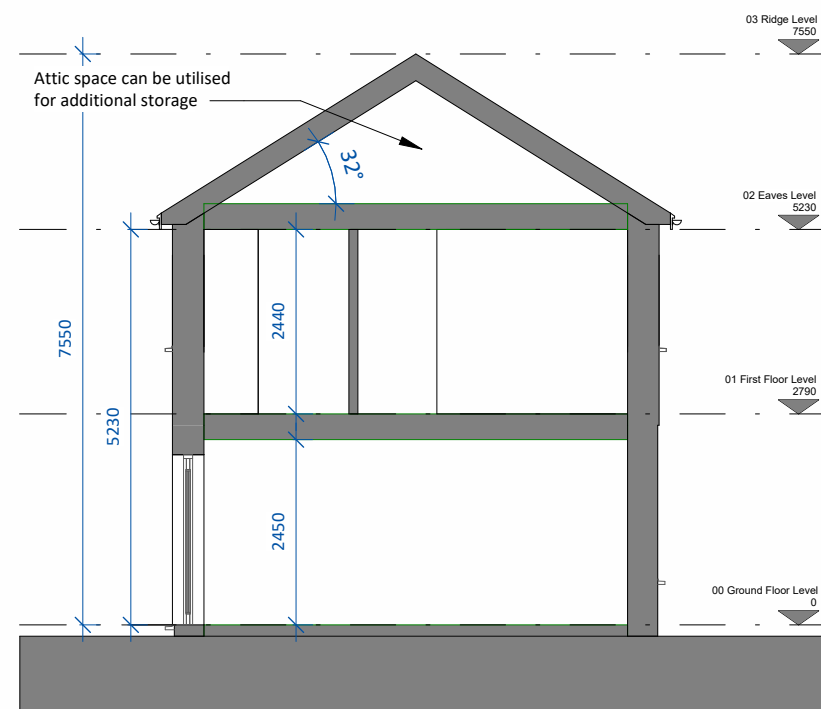 03 Ridge Level
7550
Attic space can be utilised
for additional storage
32°
02 Eaves Level
5230
7550
5230
2440
01 First Floor Level
2790
2450
00 Ground Floor Level
0